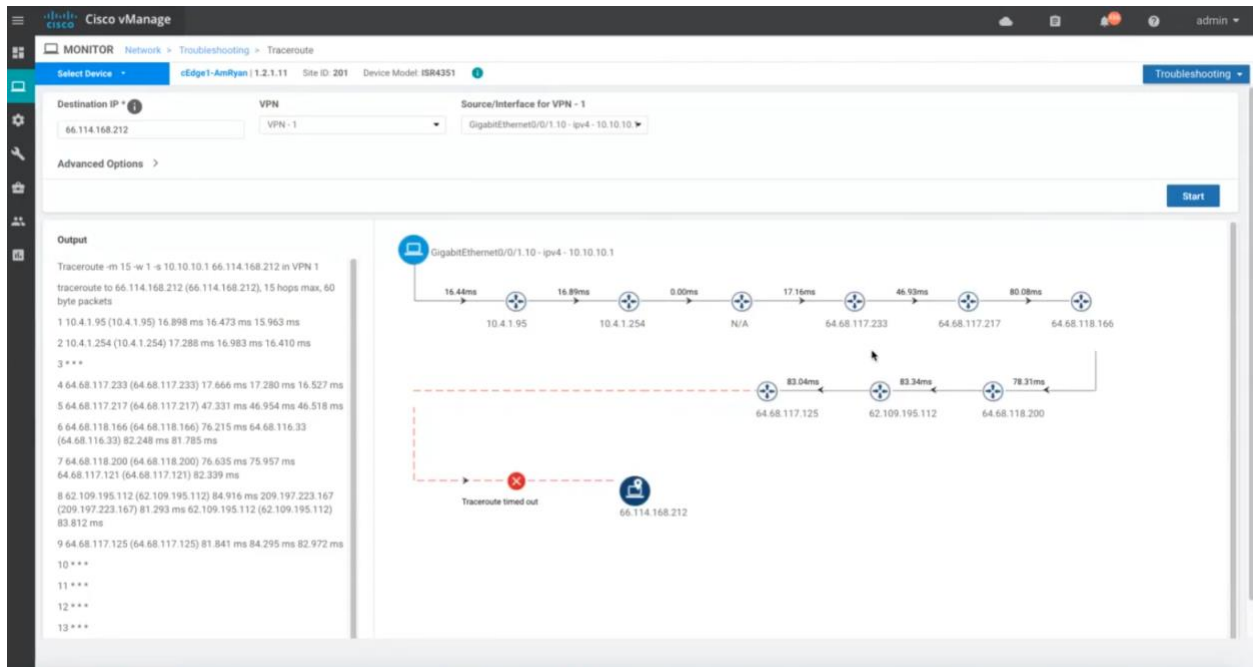 cisco Cisco vManage
admin
MONITOR Network > Troubleshooting > Traceroute
Select Device cEdge1-AmRyan | 1.2.1.11 Site ID: 201 Device Model: ISR4351
Troubleshooting
Destination IP * VPN Source/Interface for VPN - 1
66.114.168.212 VPN - 1 GigabitEthernet0/0/1.10 - ipv4 - 10.10.10.
Advanced Options >
Start
Output
Traceroute -m 15 -w 1 -s 10.10.10.1 66.114.168.212 in VPN 1
traceroute to 66.114.168.212 (66.114.168.212), 15 hops max, 60
byte packets
1 10.4.1.95 (10.4.1.95) 16.898 ms 16.473 ms 15.963 ms
2 10.4.1.254 (10.4.1.254) 17.288 ms 16.983 ms 16.410 ms
3 * * *
4 64.68.117.233 (64.68.117.233) 17.666 ms 17.280 ms 16.527 ms
5 64.68.117.217 (64.68.117.217) 47.331 ms 46.954 ms 46.518 ms
6 64.68.118.166 (64.68.118.166) 76.215 ms 64.68.116.33
(64.68.116.33) 82.248 ms 81.785 ms
7 64.68.118.200 (64.68.118.200) 76.635 ms 75.957 ms
64.68.117.121 (64.68.117.121) 82.339 ms
8 62.109.195.112 (62.109.195.112) 84.916 ms 209.197.223.167
(209.197.223.167) 81.293 ms 62.109.195.112 (62.109.195.112)
83.812 ms
9 64.68.117.125 (64.68.117.125) 81.841 ms 84.295 ms 82.972 ms
10 * * *
11 * * *
12 * * *
13 * * *
GigabitEthernet0/0/1.10 - ipv4 - 10.10.10.1
16.44ms 16.89ms 0.00ms 17.16ms 46.93ms 80.08ms
10.4.1.95 10.4.1.254 N/A 64.68.117.233 64.68.117.217 64.68.118.166
83.04ms 83.34ms 78.31ms
64.68.117.125 62.109.195.112 64.68.118.200
Traceroute timed out
66.114.168.212